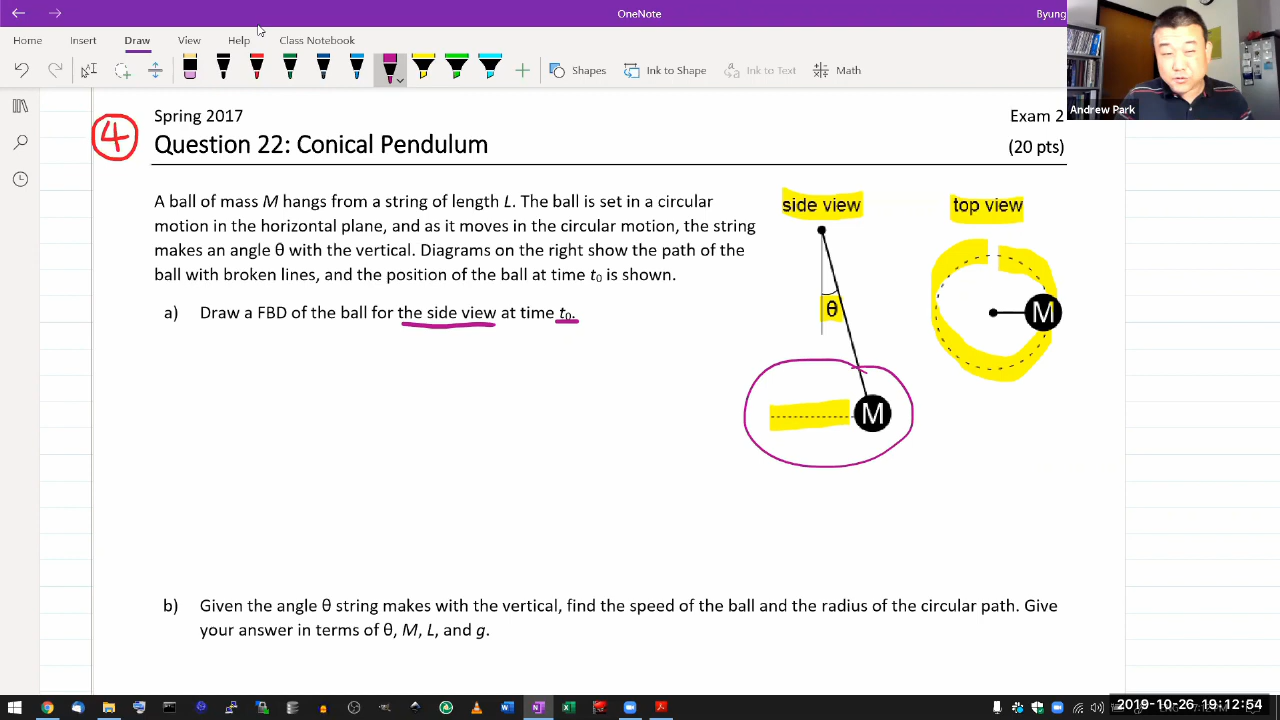 OneNote
Byung
Home
Insert
Draw
View
Help
Class Notebook
Shapes
Ink to Shape
Ink to Text
Math
Andrew Park
4
Spring 2017
Exam 2
Question 22: Conical Pendulum
(20 pts)
A ball of mass M hangs from a string of length L. The ball is set in a circular
motion in the horizontal plane, and as it moves in the circular motion, the string
makes an angle θ with the vertical. Diagrams on the right show the path of the
ball with broken lines, and the position of the ball at time t₀ is shown.
a) Draw a FBD of the ball for the side view at time t₀.
side view
top view
θ
M
M
b) Given the angle θ string makes with the vertical, find the speed of the ball and the radius of the circular path. Give
your answer in terms of θ, M, L, and g.
2019-10-26 19:12:54